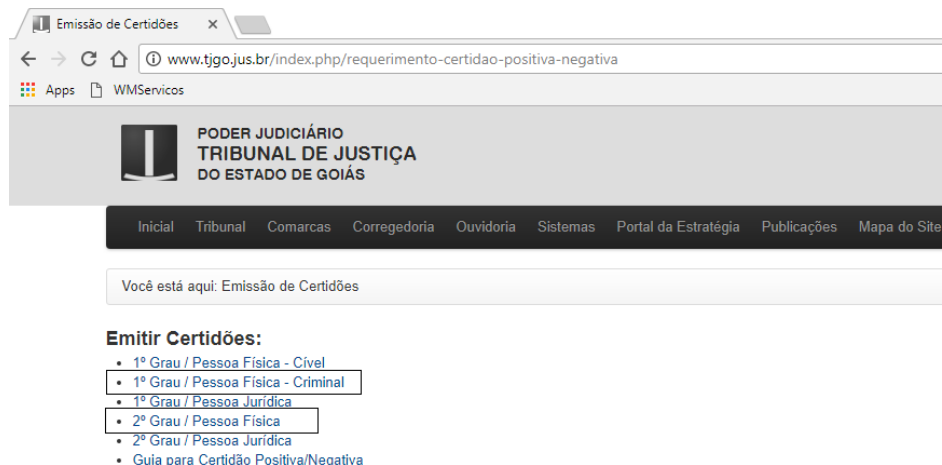 Emissão de Certidões
www.tjgo.jus.br/index.php/requerimento-certidao-positiva-negativa
Apps WMServicos
PODER JUDICIÁRIO
TRIBUNAL DE JUSTIÇA
DO ESTADO DE GOIÁS
Inicial Tribunal Comarcas Corregedoria Ouvidoria Sistemas Portal da Estratégia Publicações Mapa do Site
Você está aqui: Emissão de Certidões
Emitir Certidões:
• 1º Grau / Pessoa Física - Cível
• 1º Grau / Pessoa Física - Criminal
• 1º Grau / Pessoa Jurídica
• 2º Grau / Pessoa Física
• 2º Grau / Pessoa Jurídica
• Guia para Certidão Positiva/Negativa